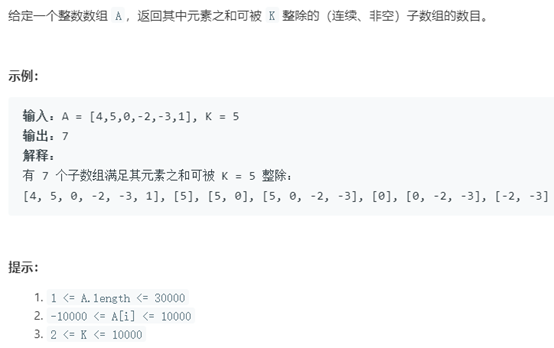 给定一个整数数组 A，返回其中元素之和可被 K 整除的（连续、非空）子数组的数目。
示例：
输入：A = [4,5,0,-2,-3,1], K = 5
输出：7
解释：
有 7 个子数组满足其元素之和可被 K = 5 整除：
[4, 5, 0, -2, -3, 1], [5], [5, 0], [5, 0, -2, -3], [0], [0, -2, -3], [-2, -3]
提示：
1. 1 <= A.length <= 30000
2. -10000 <= A[i] <= 10000
3. 2 <= K <= 10000